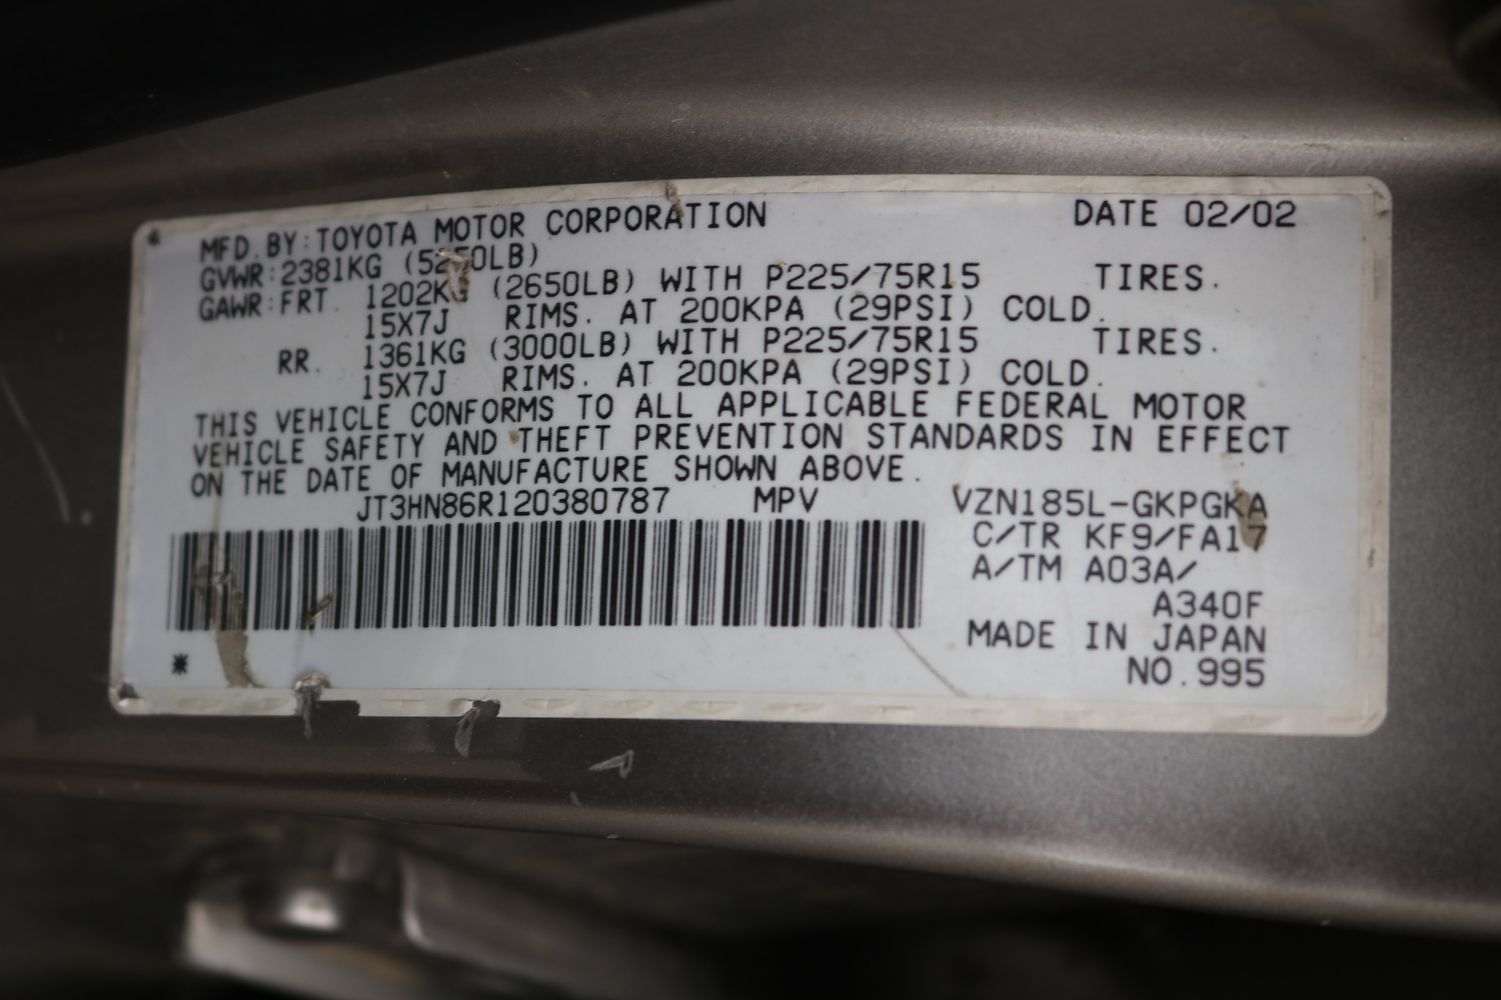 MFD. BY: TOYOTA MOTOR CORPORATION DATE 02/02
GVWR: 2381KG (5250LB)
GAWR: FRT. 1202KG (2650LB) WITH P225/75R15 TIRES.
15X7J RIMS. AT 200KPA (29PSI) COLD.
RR. 1361KG (3000LB) WITH P225/75R15 TIRES.
15X7J RIMS. AT 200KPA (29PSI) COLD.
THIS VEHICLE CONFORMS TO ALL APPLICABLE FEDERAL MOTOR
VEHICLE SAFETY AND THEFT PREVENTION STANDARDS IN EFFECT
ON THE DATE OF MANUFACTURE SHOWN ABOVE.
JT3HN86R120380787 MPV VZN185L-GKPGKA
C/TR KF9/FA17
A/TM A03A/
A340F
MADE IN JAPAN
NO.995